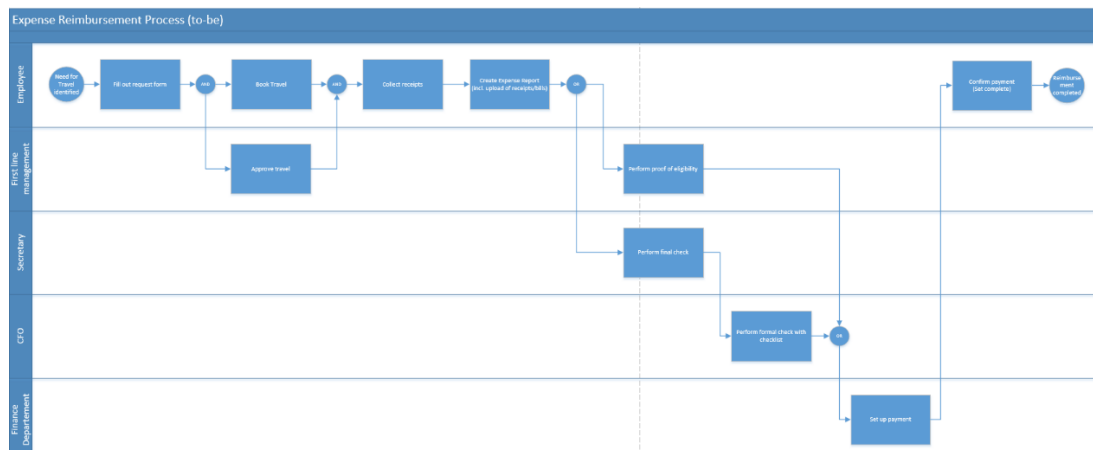 Expense Reimbursement Process (to-be)
Employee
Need for
Travel
identified
Fill out request form
AND
Book Travel
AND
Collect receipts
Create Expense Report
(incl. upload of receipts/bills)
OR
Confirm payment
(Set complete)
Reimburse
ment
completed
First line
management
Approve travel
Perform proof of eligibility
Secretary
Perform final check
CFO
Perform formal check with
checklist
OR
Finance
Departement
Set up payment